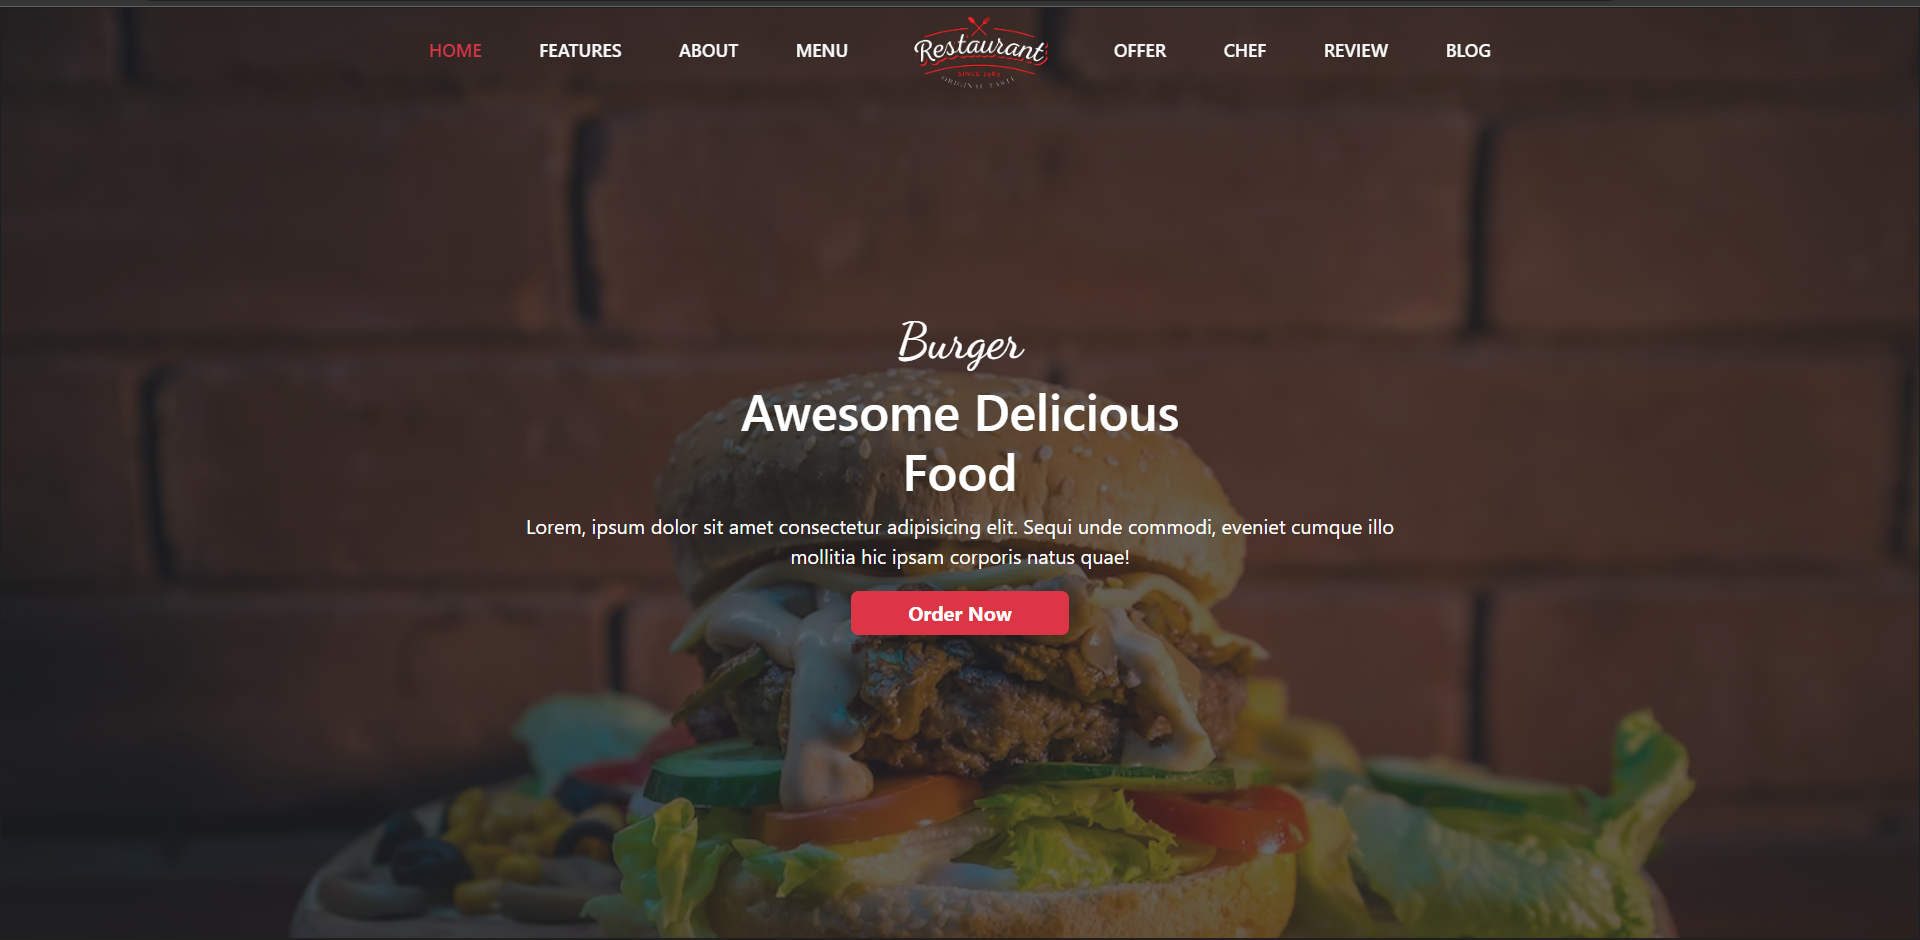 HOME FEATURES ABOUT MENU
Restaurant
SINCE 1989
ORIGINAL TASTE
OFFER CHEF REVIEW BLOG
Burger
Awesome Delicious
Food
Lorem, ipsum dolor sit amet consectetur adipisicing elit. Sequi unde commodi, eveniet cumque illo
mollitia hic ipsam corporis natus quae!
Order Now